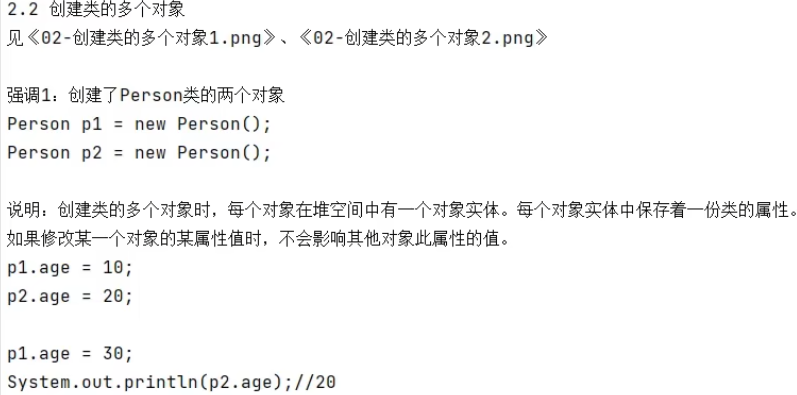 2.2 创建类的多个对象
见《02-创建类的多个对象1.png》、《02-创建类的多个对象2.png》
强调1：创建了Person类的两个对象
Person p1 = new Person();
Person p2 = new Person();
说明：创建类的多个对象时，每个对象在堆空间中有一个对象实体。每个对象实体中保存着一份类的属性。
如果修改某一个对象的某属性值时，不会影响其他对象此属性的值。
p1.age = 10;
p2.age = 20;
p1.age = 30;
System.out.println(p2.age);//20